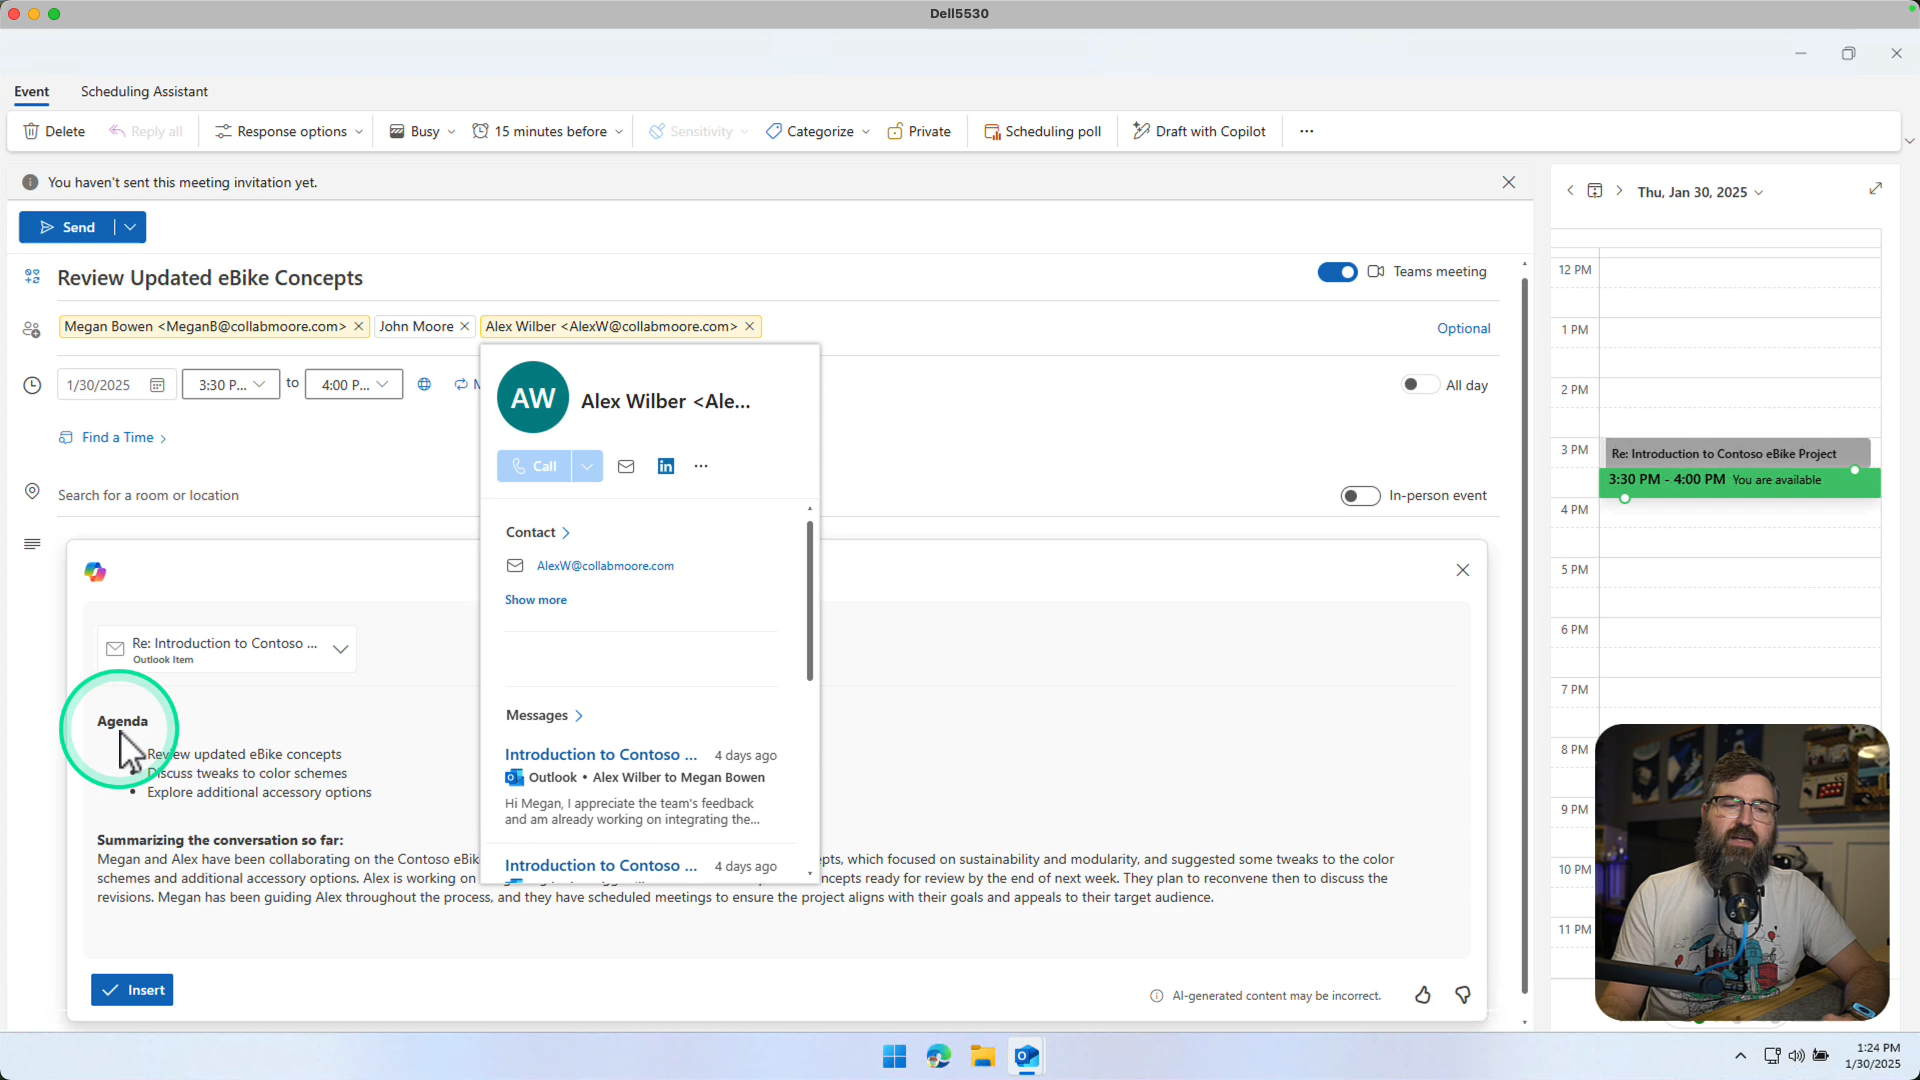 Dell5530
Event
Scheduling Assistant
Delete
Reply all
Response options
Busy
15 minutes before
Sensitivity
Categorize
Private
Scheduling poll
Draft with Copilot
You haven't sent this meeting invitation yet.
Thu, Jan 30, 2025
Send
Review Updated eBike Concepts
Teams meeting
Megan Bowen <MeganB@collabmoore.com>
John Moore
Alex Wilber <AlexW@collabmoore.com>
Optional
1/30/2025
3:30 P...
to
4:00 P...
M
All day
Find a Time
Search for a room or location
In-person event
AW
Alex Wilber <Ale...
Call
Contact
AlexW@collabmoore.com
Show more
Messages
Introduction to Contoso ... 4 days ago
Outlook • Alex Wilber to Megan Bowen
Hi Megan, I appreciate the team's feedback
and am already working on integrating the...
Introduction to Contoso ... 4 days ago
Re: Introduction to Contoso ...
Outlook Item
Agenda
Review updated eBike concepts
Discuss tweaks to color schemes
Explore additional accessory options
Summarizing the conversation so far:
Megan and Alex have been collaborating on the Contoso eBik pts, which focused on sustainability and modularity, and suggested some tweaks to the color
schemes and additional accessory options. Alex is working on ncepts ready for review by the end of next week. They plan to reconvene then to discuss the
revisions. Megan has been guiding Alex throughout the process, and they have scheduled meetings to ensure the project aligns with their goals and appeals to their target audience.
Insert
AI-generated content may be incorrect.
12 PM
1 PM
2 PM
3 PM
Re: Introduction to Contoso eBike Project
3:30 PM - 4:00 PM You are available
4 PM
5 PM
6 PM
7 PM
8 PM
9 PM
10 PM
11 PM
1:24 PM
1/30/2025